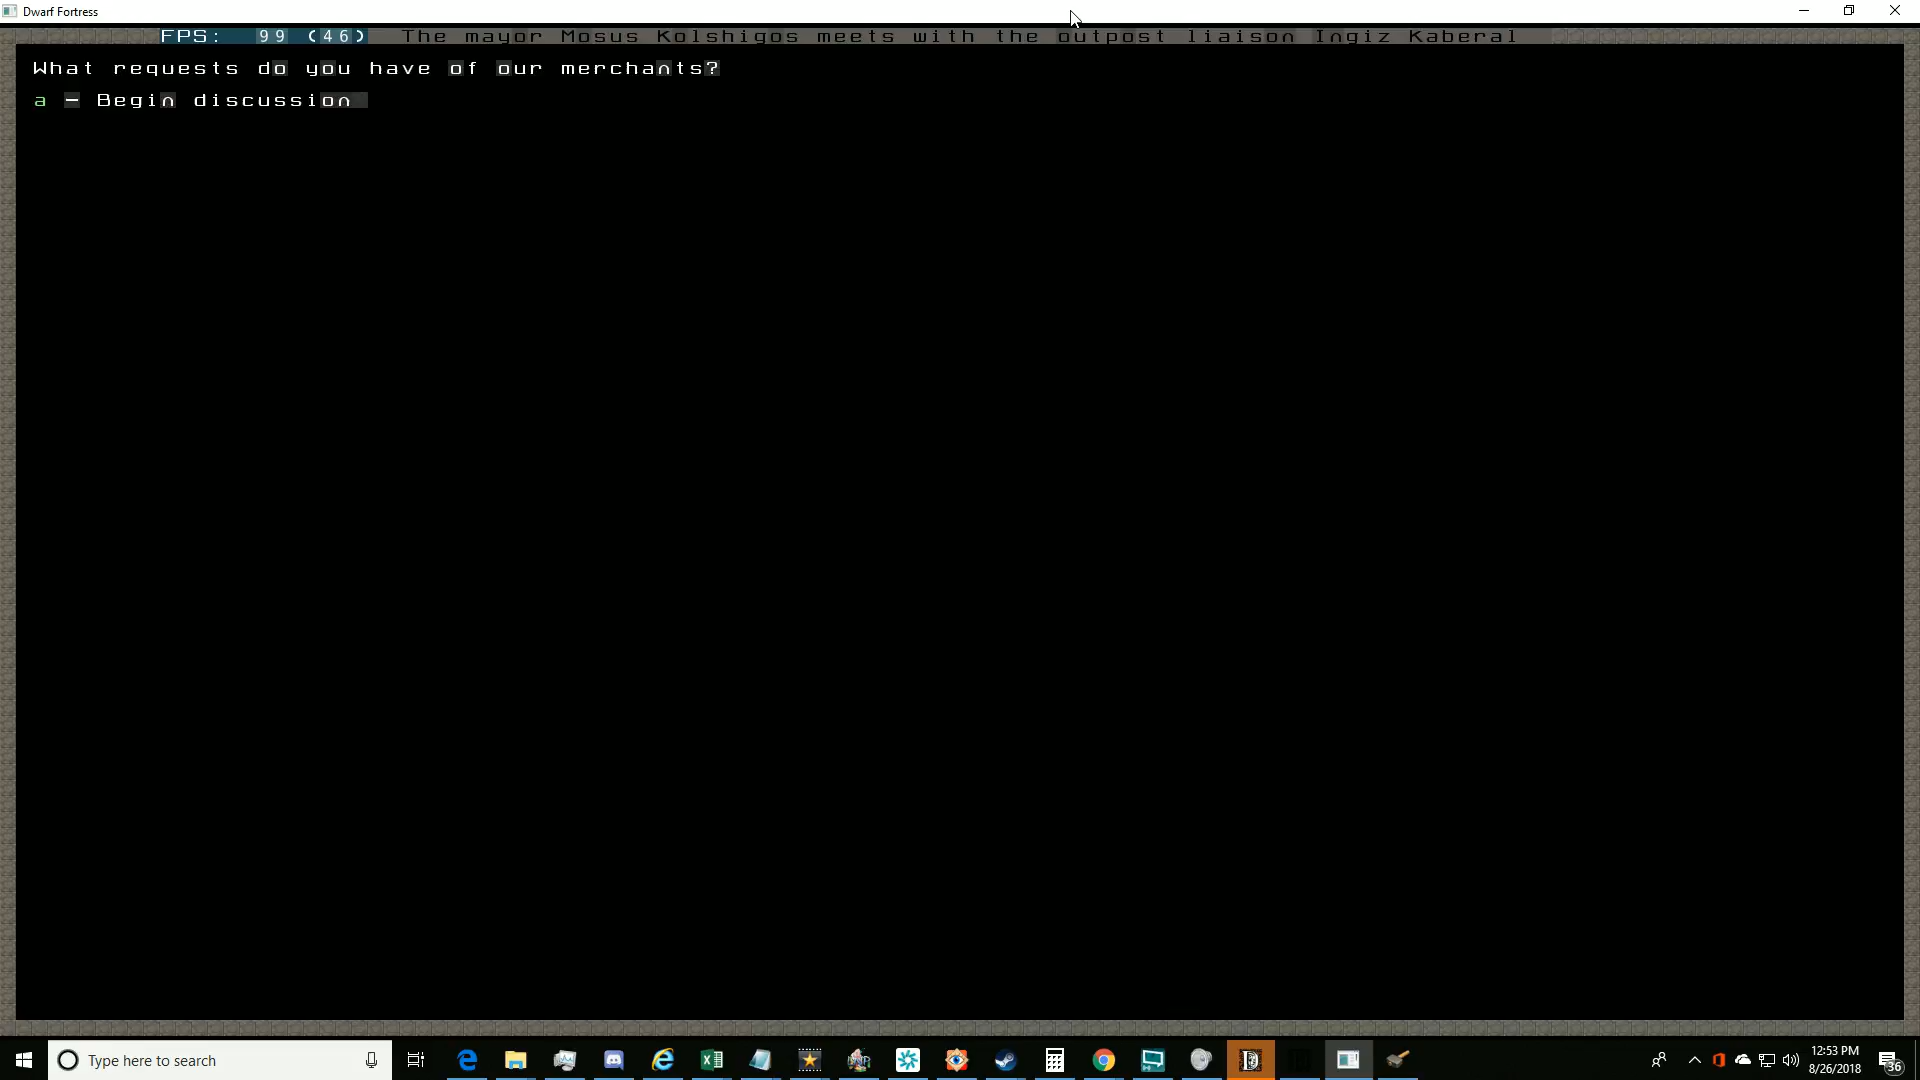 Dwarf Fortress
FPS: 99 (46) The mayor Mosus Kolshigos meets with the outpost liaison Ingiz Kaberal
What requests do you have of our merchants?
a - Begin discussion
Type here to search
12:53 PM
8/26/2018
36